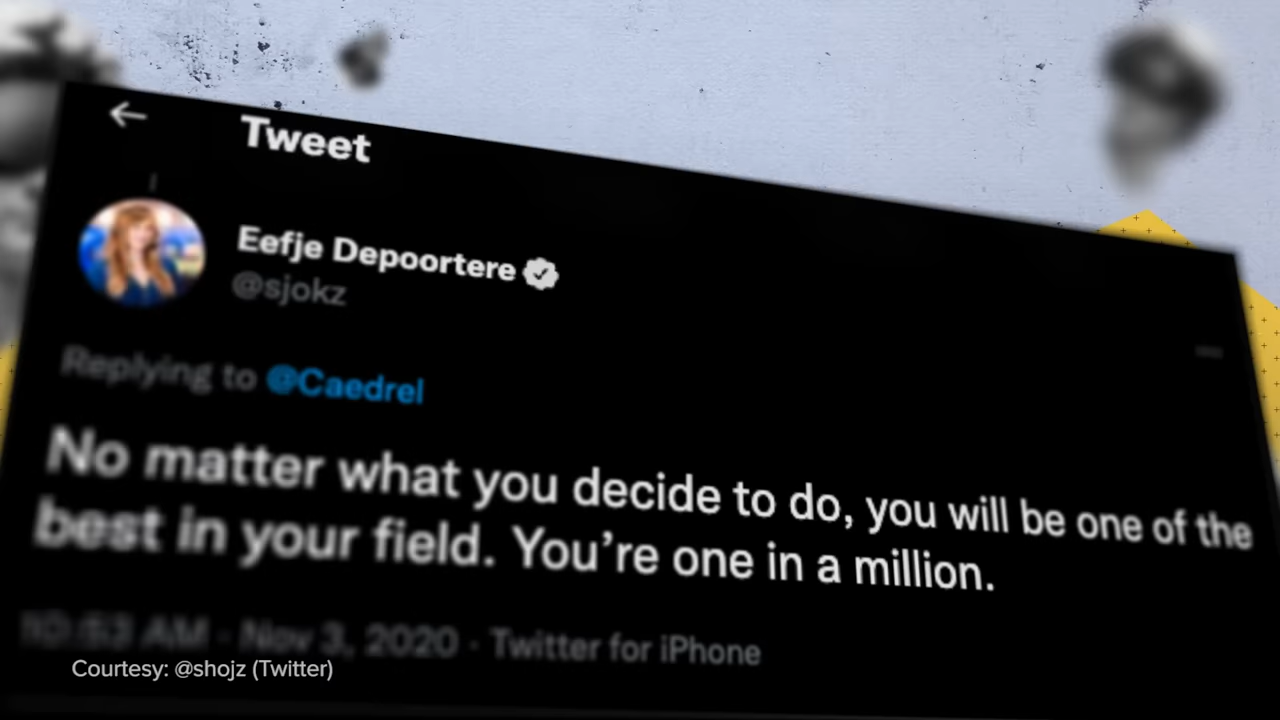 Tweet
Eefje Depoortere
@sjokz
Replying to @Caedrel
No matter what you decide to do, you will be one of the
best in your field. You’re one in a million.
10:53 AM · Nov 3, 2020 · Twitter for iPhone
Courtesy: @shojz (Twitter)